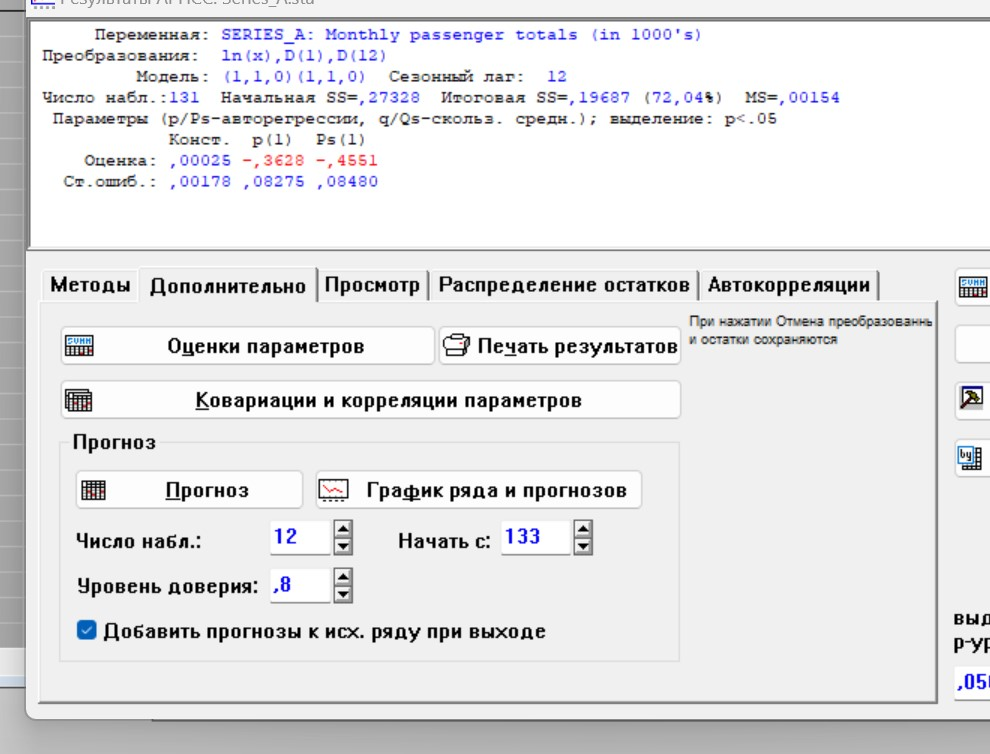 Результаты АРПСС: Series_A.sta
Переменная: SERIES_A: Monthly passenger totals (in 1000's)
Преобразования: ln(x),D(1),D(12)
Модель: (1,1,0)(1,1,0) Сезонный лаг: 12
Число набл.:131 Начальная SS=,27328 Итоговая SS=,19687 (72,04%) MS=,00154
Параметры (p/Ps-авторегрессии, q/Qs-скольз. средн.); выделение: p<.05
Конст. p(1) Ps(1)
Оценка: ,00025 -,3628 -,4551
Ст.ошиб.: ,00178 ,08275 ,08480
Методы Дополнительно Просмотр Распределение остатков Автокорреляции
Оценки параметров Печать результатов
При нажатии Отмена преобразованнь
и остатки сохраняются
Ковариации и корреляции параметров
Прогноз
Прогноз График ряда и прогнозов
Число набл.: 12 Начать с: 133
Уровень доверия: ,8
Добавить прогнозы к исх. ряду при выходе
выд
p-ур
,05